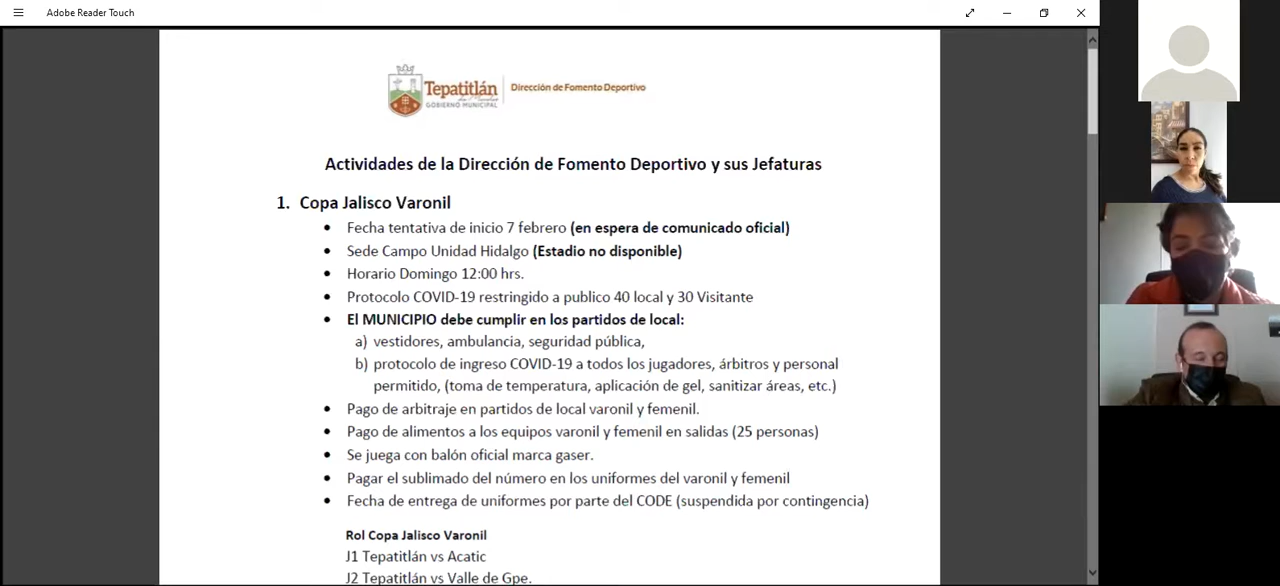 Adobe Reader Touch
Tepatitlán
de Morelos
GOBIERNO MUNICIPAL
Dirección de Fomento Deportivo
Actividades de la Dirección de Fomento Deportivo y sus Jefaturas
1. Copa Jalisco Varonil
• Fecha tentativa de inicio 7 febrero (en espera de comunicado oficial)
• Sede Campo Unidad Hidalgo (Estadio no disponible)
• Horario Domingo 12:00 hrs.
• Protocolo COVID-19 restringido a publico 40 local y 30 Visitante
• El MUNICIPIO debe cumplir en los partidos de local:
a) vestidores, ambulancia, seguridad pública,
b) protocolo de ingreso COVID-19 a todos los jugadores, árbitros y personal
permitido, (toma de temperatura, aplicación de gel, sanitizar áreas, etc.)
• Pago de arbitraje en partidos de local varonil y femenil.
• Pago de alimentos a los equipos varonil y femenil en salidas (25 personas)
• Se juega con balón oficial marca gaser.
• Pagar el sublimado del número en los uniformes del varonil y femenil
• Fecha de entrega de uniformes por parte del CODE (suspendida por contingencia)
Rol Copa Jalisco Varonil
J1 Tepatitlán vs Acatic
J2 Tepatitlán vs Valle de Gpe.